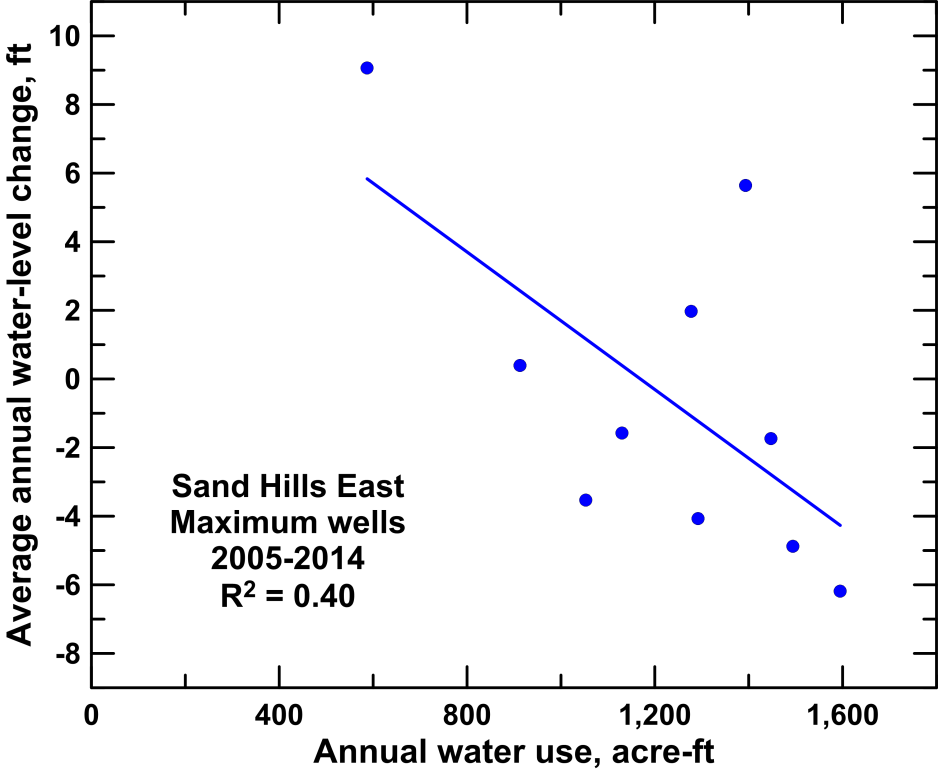 Average annual water-level change, ft
10
8
6
4
2
0
-2
-4
-6
-8
Sand Hills East
Maximum wells
2005-2014
R² = 0.40
0 400 800 1,200 1,600
Annual water use, acre-ft